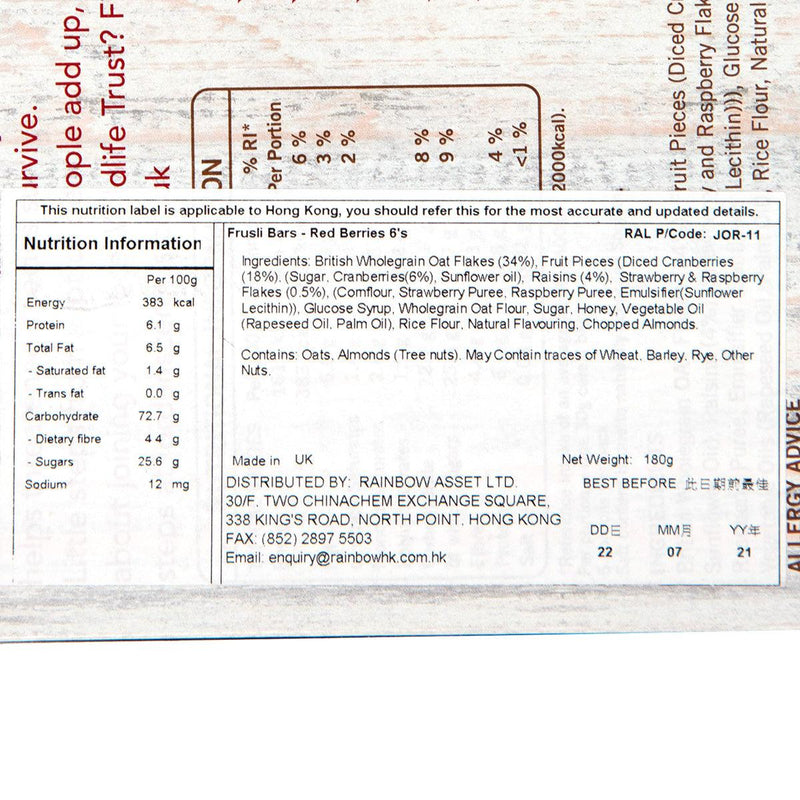 urvive.
ople add up,
dlife Trust? F
uk
ON
% RI*
Per Portion
6 %
3 %
2 %
8 %
9 %
4 %
<1 %
2000kcal).
ruit Pieces (Diced C
y and Raspberry Flak
Lecithin)))), Glucose
, Rice Flour, Natural
This nutrition label is applicable to Hong Kong, you should refer this for the most accurate and updated details.
Nutrition Information
Per 100g
Energy 383 kcal
Protein 6.1 g
Total Fat 6.5 g
- Saturated fat 1.4 g
- Trans fat 0.0 g
Carbohydrate 72.7 g
- Dietary fibre 4.4 g
- Sugars 25.6 g
Sodium 12 mg
Frusli Bars - Red Berries 6's RAL P/Code: JOR-11
Ingredients: British Wholegrain Oat Flakes (34%), Fruit Pieces (Diced Cranberries
(18%), (Sugar, Cranberries(6%), Sunflower oil), Raisins (4%), Strawberry & Raspberry
Flakes (0.5%), (Cornflour, Strawberry Puree, Raspberry Puree, Emulsifier(Sunflower
Lecithin)), Glucose Syrup, Wholegrain Oat Flour, Sugar, Honey, Vegetable Oil
(Rapeseed Oil, Palm Oil), Rice Flour, Natural Flavouring, Chopped Almonds.
Contains: Oats, Almonds (Tree nuts). May Contain traces of Wheat, Barley, Rye, Other
Nuts.
Made in UK Net Weight: 180g
DISTRIBUTED BY: RAINBOW ASSET LTD.
30/F. TWO CHINACHEM EXCHANGE SQUARE,
338 KING'S ROAD, NORTH POINT, HONG KONG
FAX: (852) 2897 5503
Email: enquiry@rainbowhk.com.hk
BEST BEFORE 此日期前最佳
DD日 MM月 YY年
22 07 21
ALLERGY ADVICE